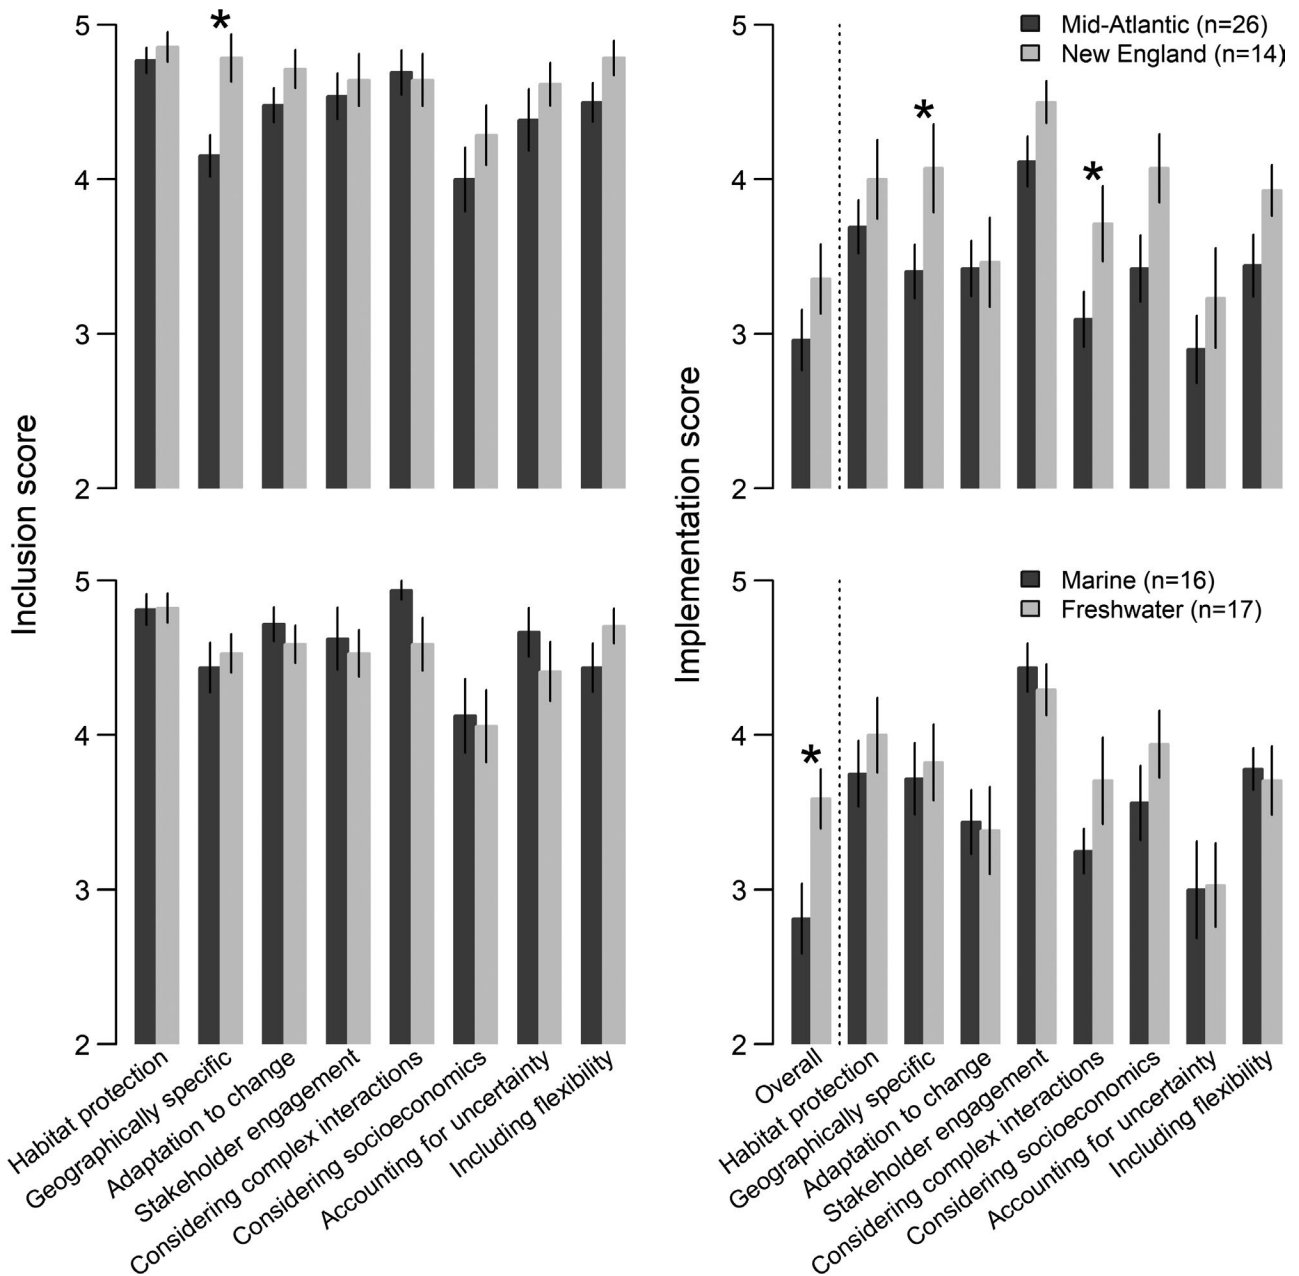 Inclusion score
5
4
3
2
*
5
4
3
2
Habitat protection
Geographically specific
Adaptation to change
Stakeholder engagement
Considering complex interactions
Considering socioeconomics
Accounting for uncertainty
Including flexibility
Implementation score
5
4
3
2
Mid-Atlantic (n=26)
New England (n=14)
*
*
5
4
3
2
Marine (n=16)
Freshwater (n=17)
*
Overall
Habitat protection
Geographically specific
Adaptation to change
Stakeholder engagement
Considering complex interactions
Considering socioeconomics
Accounting for uncertainty
Including flexibility